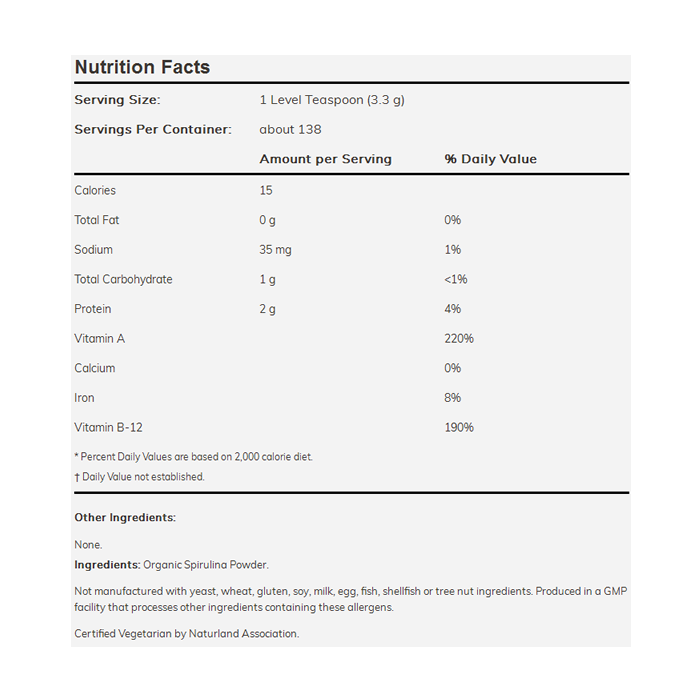 Nutrition Facts
Serving Size: 1 Level Teaspoon (3.3 g)
Servings Per Container: about 138
Amount per Serving % Daily Value
Calories 15
Total Fat 0 g 0%
Sodium 35 mg 1%
Total Carbohydrate 1 g <1%
Protein 2 g 4%
Vitamin A 220%
Calcium 0%
Iron 8%
Vitamin B-12 190%
* Percent Daily Values are based on 2,000 calorie diet.
† Daily Value not established.
Other Ingredients:
None.
Ingredients: Organic Spirulina Powder.
Not manufactured with yeast, wheat, gluten, soy, milk, egg, fish, shellfish or tree nut ingredients. Produced in a GMP
facility that processes other ingredients containing these allergens.
Certified Vegetarian by Naturland Association.